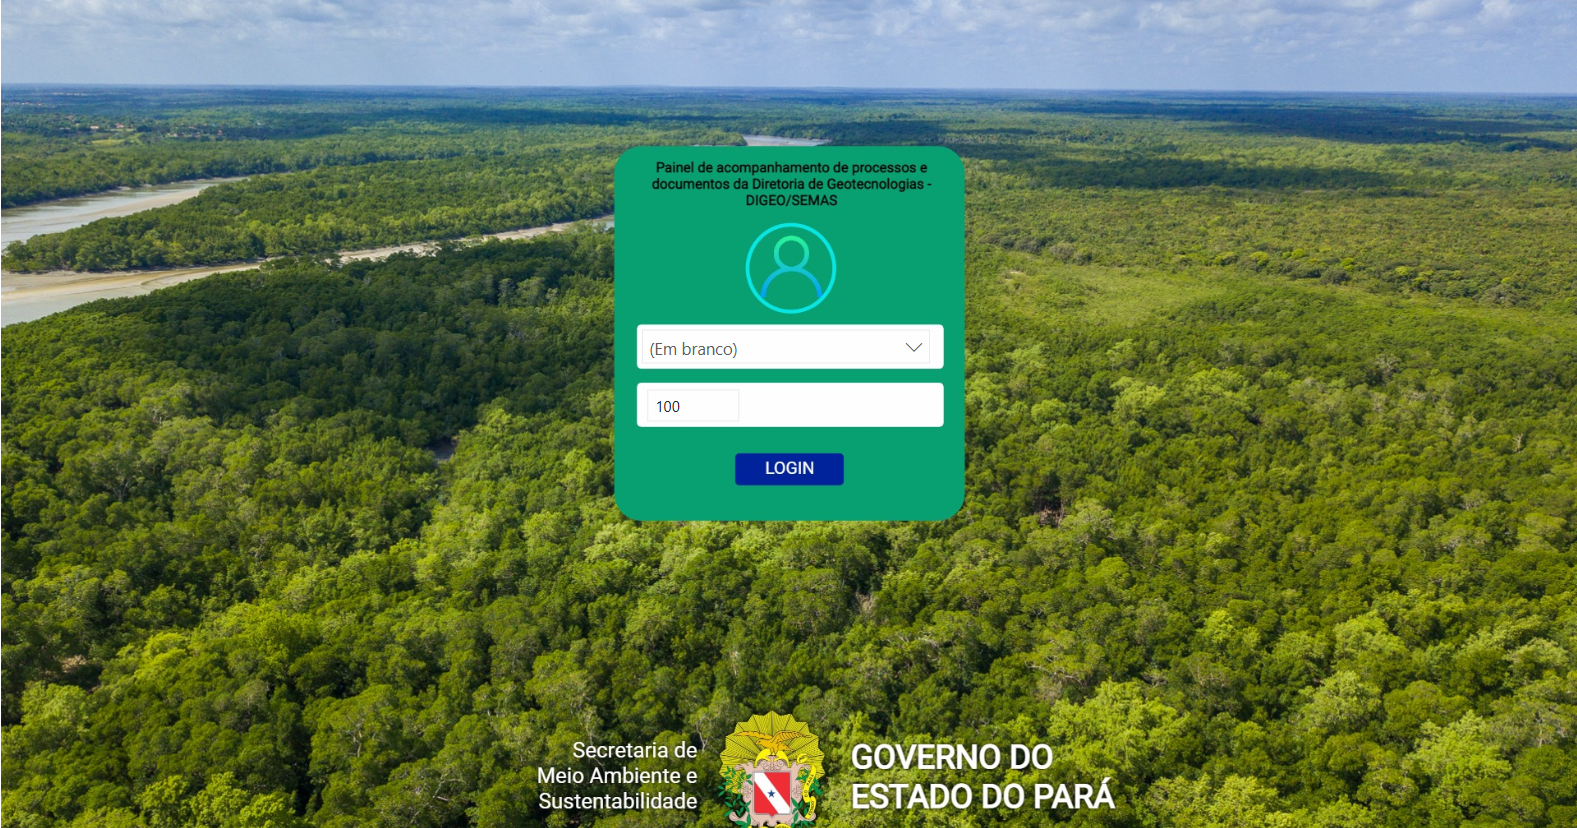 Painel de acompanhamento de processos e
documentos da Diretoria de Geotecnologias -
DIGEO/SEMAS
(Em branco)
100
LOGIN
Secretaria de
Meio Ambiente e
Sustentabilidade
GOVERNO DO
ESTADO DO PARÁ